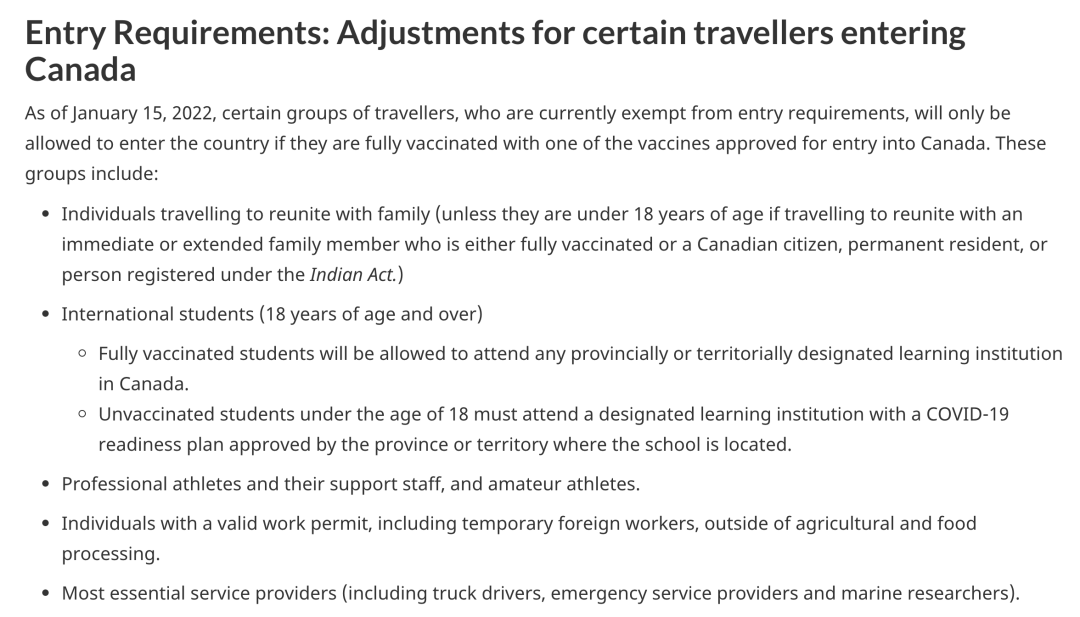 Entry Requirements: Adjustments for certain travellers entering
Canada
As of January 15, 2022, certain groups of travellers, who are currently exempt from entry requirements, will only be
allowed to enter the country if they are fully vaccinated with one of the vaccines approved for entry into Canada. These
groups include:
• Individuals travelling to reunite with family (unless they are under 18 years of age if travelling to reunite with an
immediate or extended family member who is either fully vaccinated or a Canadian citizen, permanent resident, or
person registered under the Indian Act.)
• International students (18 years of age and over)
○ Fully vaccinated students will be allowed to attend any provincially or territorially designated learning institution
in Canada.
○ Unvaccinated students under the age of 18 must attend a designated learning institution with a COVID-19
readiness plan approved by the province or territory where the school is located.
• Professional athletes and their support staff, and amateur athletes.
• Individuals with a valid work permit, including temporary foreign workers, outside of agricultural and food
processing.
• Most essential service providers (including truck drivers, emergency service providers and marine researchers).